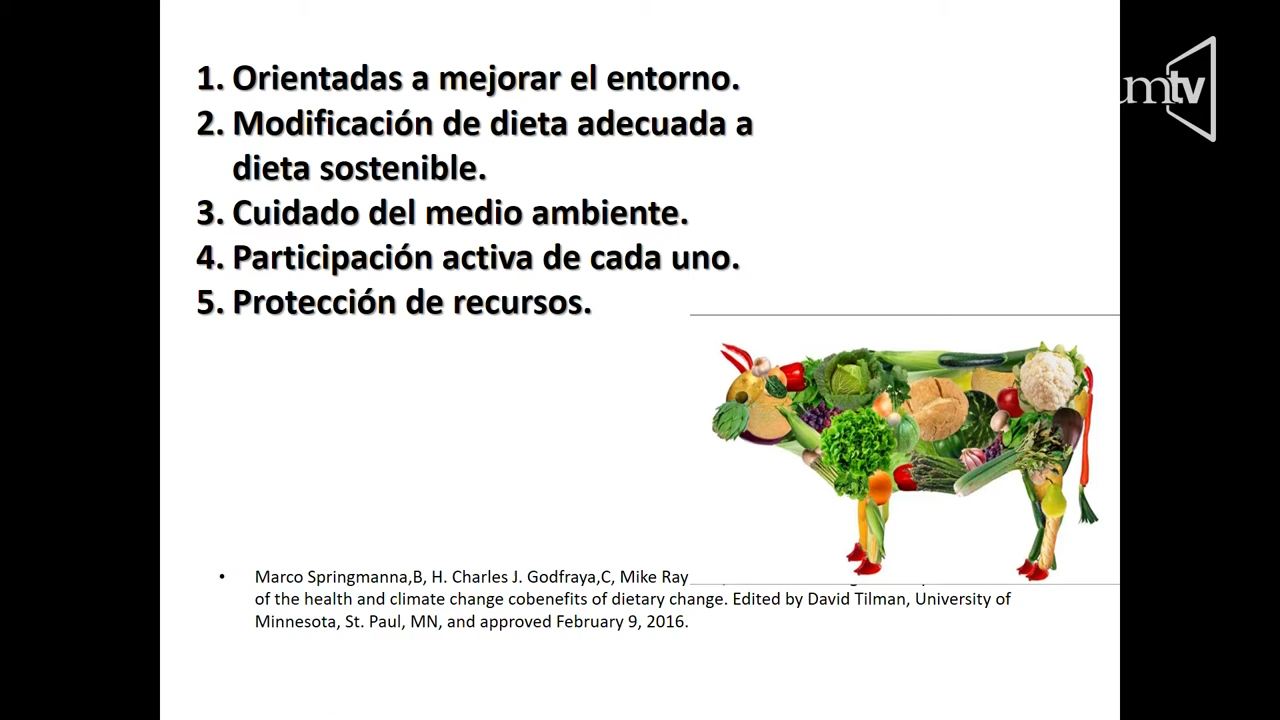 1. Orientadas a mejorar el entorno.
2. Modificación de dieta adecuada a
dieta sostenible.
3. Cuidado del medio ambiente.
4. Participación activa de cada uno.
5. Protección de recursos.
• Marco Springmanna,B, H. Charles J. Godfraya,C, Mike Ray
of the health and climate change cobenefits of dietary change. Edited by David Tilman, University of
Minnesota, St. Paul, MN, and approved February 9, 2016.
umtv